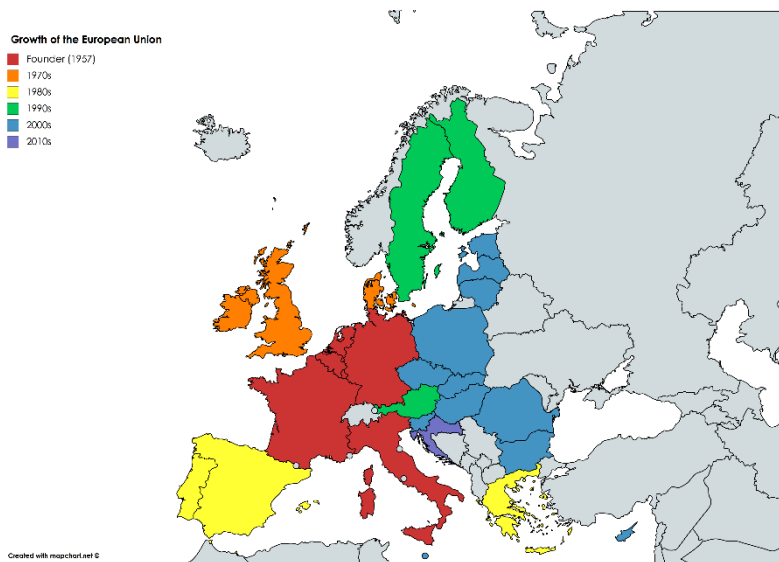 Growth of the European Union
Founder (1957)
1970s
1980s
1990s
2000s
2010s
Created with mapchart.net ©